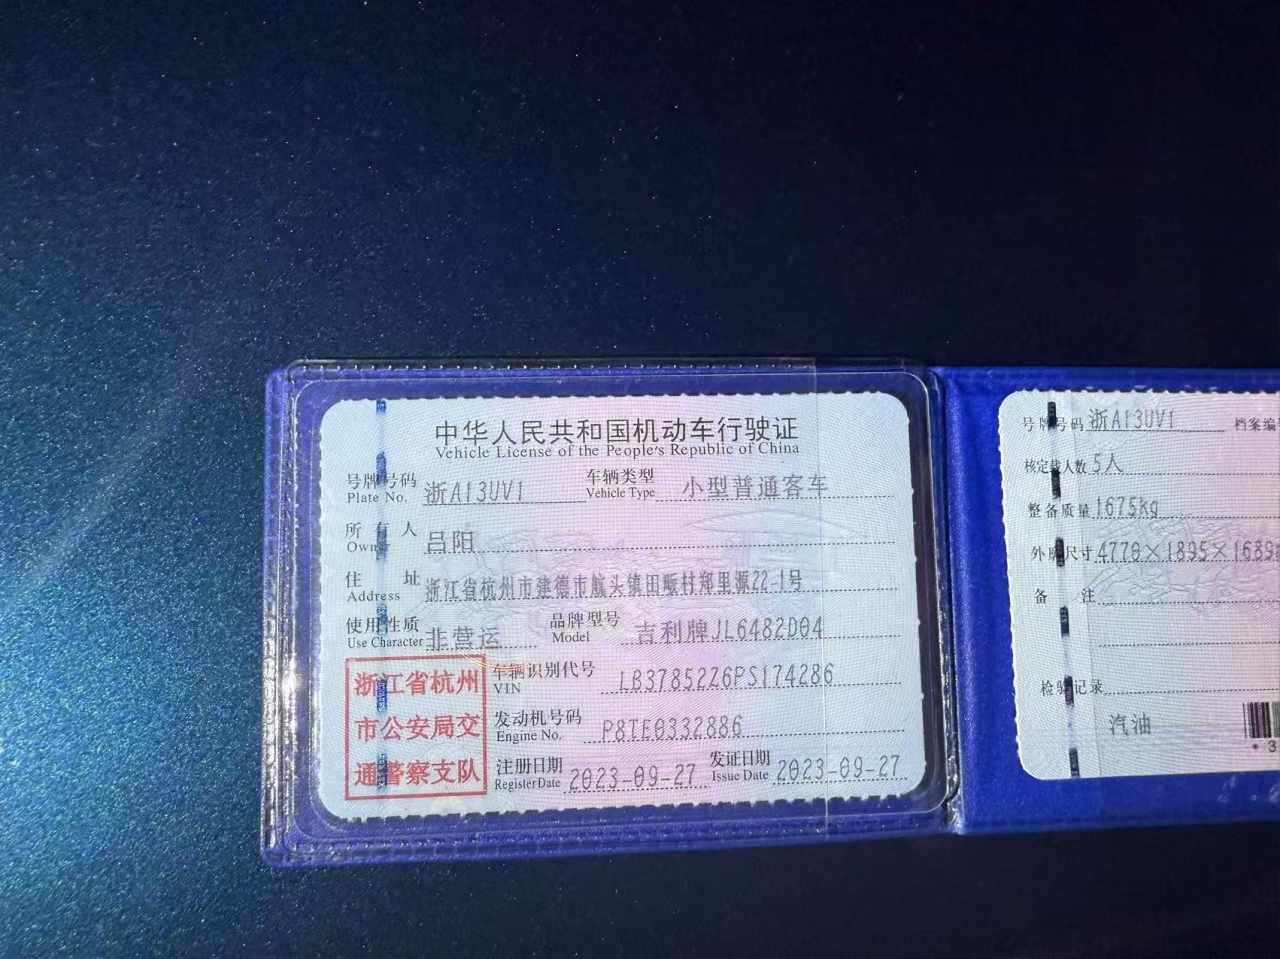 中华人民共和国机动车行驶证
Vehicle License of the People's Republic of China
号牌号码 浙A13UV1 车辆类型 小型普通客车
Plate No. Vehicle Type
所有人 吕阳
Owner
住址 浙江省杭州市建德市航头镇田畈村郑里源22-1号
Address
使用性质 非营运 品牌型号 吉利牌JL6482D04
Use Character Model
浙江省杭州
市公安局交
通警察支队
车辆识别代号 LB3785226PS174286
VIN
发动机号码 P8TE0332886
Engine No.
注册日期 2023-09-27 发证日期 2023-09-27
Register Date Issue Date
号牌号码 浙A13UV1 档案编
核定载人数 5人
整备质量 1675kg
外廓尺寸 4770×1895×1689
备注
检验记录
汽油
*3